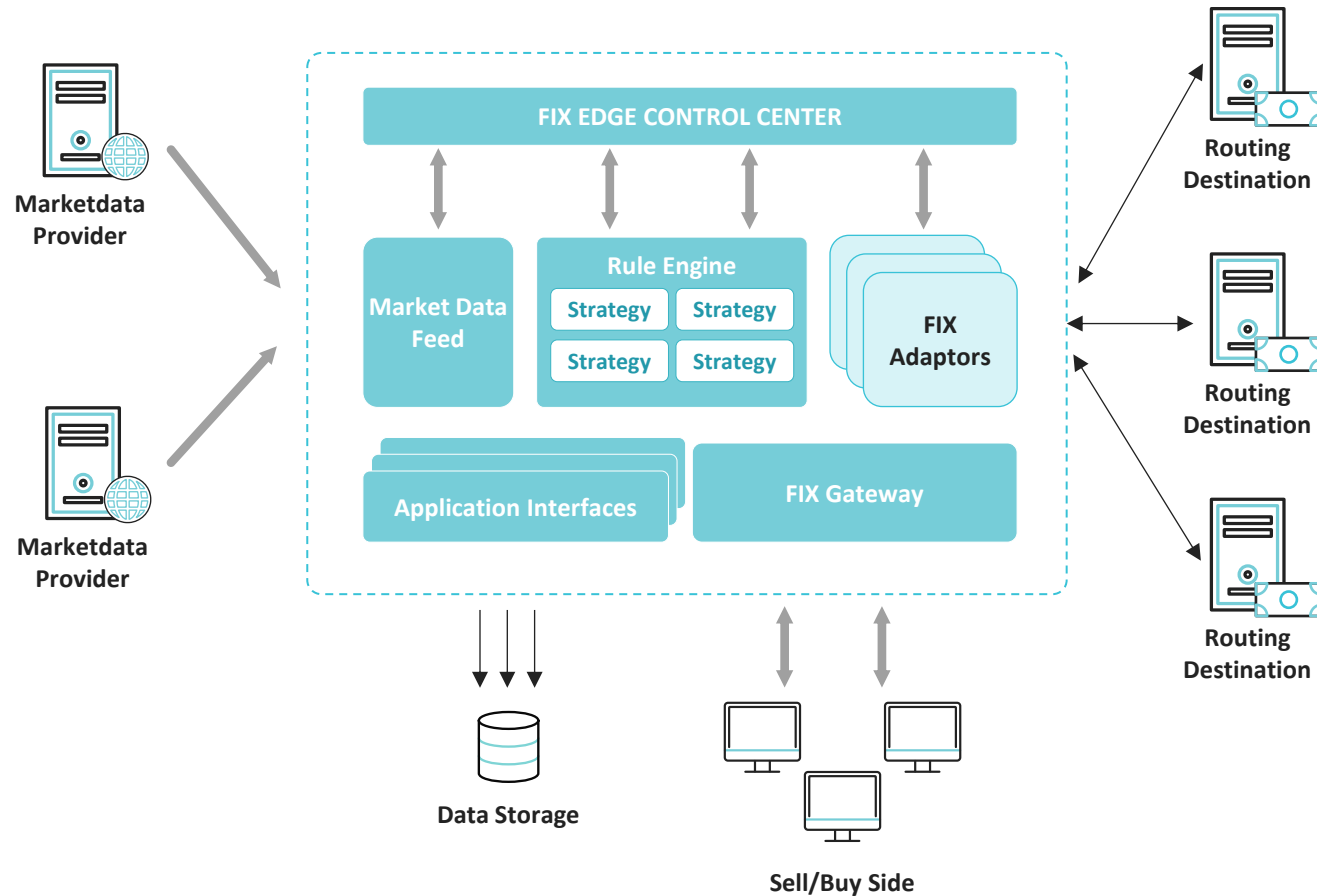 FIX EDGE CONTROL CENTER
Marketdata
Provider
Marketdata
Provider
Market Data
Feed
Rule Engine
Strategy
Strategy
Strategy
Strategy
FIX
Adaptors
Application Interfaces
FIX Gateway
Routing
Destination
Routing
Destination
Routing
Destination
Data Storage
Sell/Buy Side